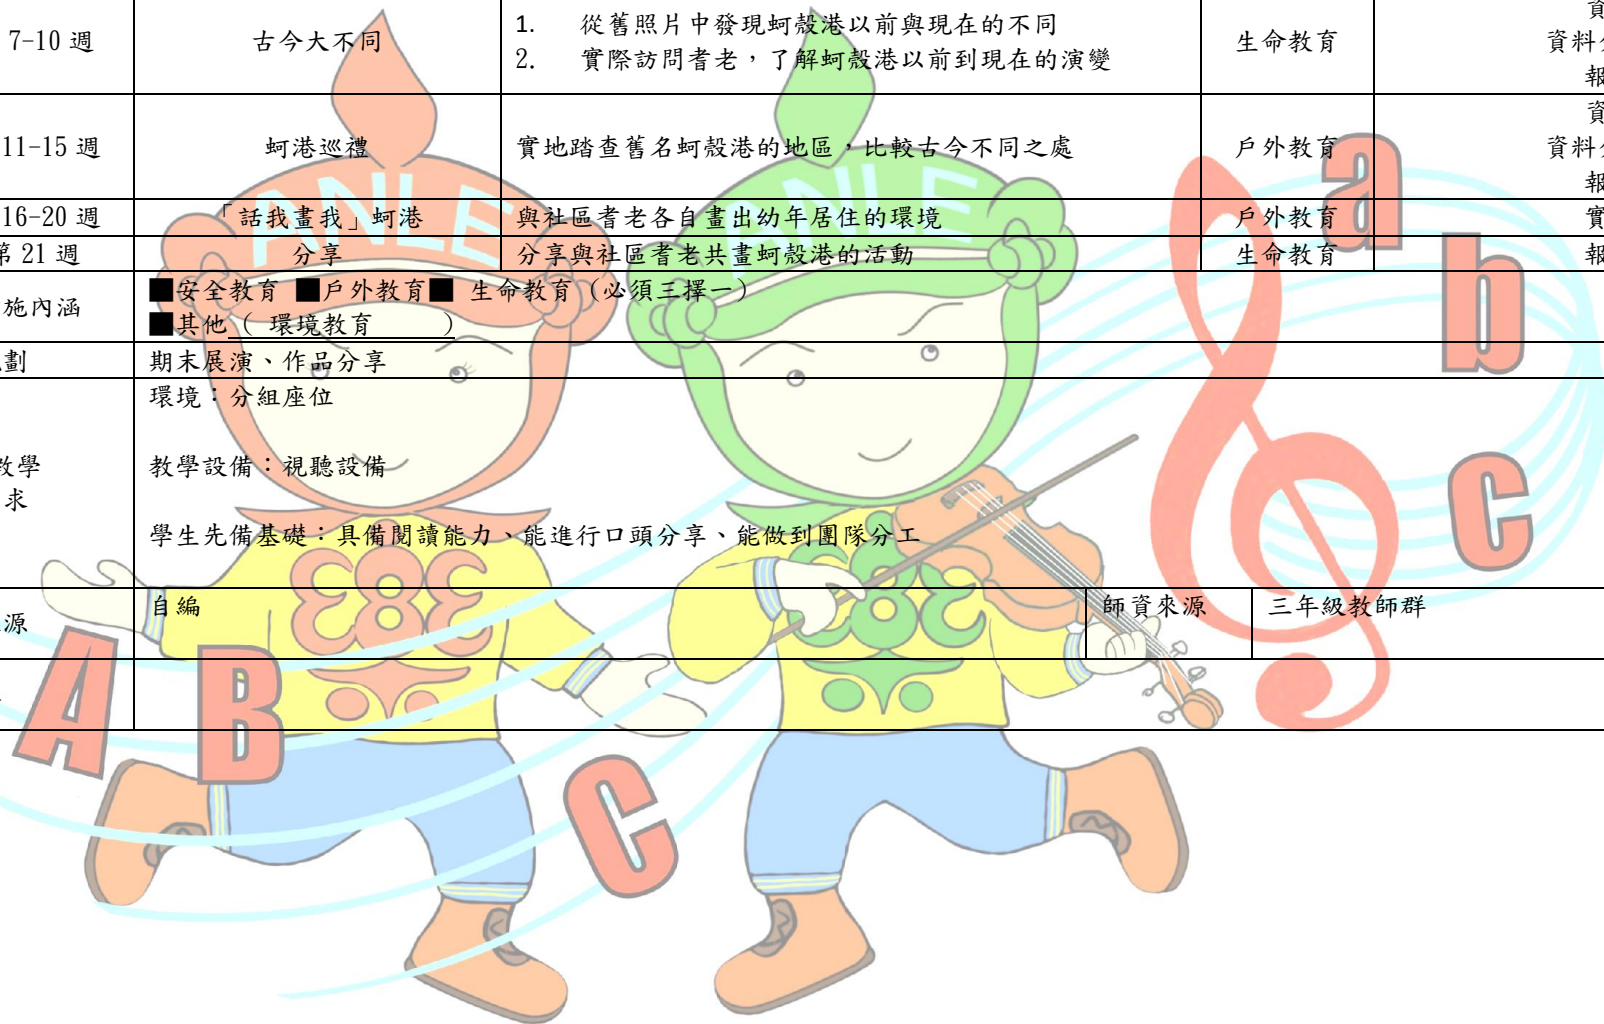 資
7-10 週 古今大不同 1. 從舊照片中發現蚵殼港以前與現在的不同 生命教育 資料
2. 實際訪問耆老，了解蚵殼港以前到現在的演變
報
資
11-15 週 蚵港巡禮 實地踏查舊名蚵殼港的地區，比較古今不同之處 戶外教育 資料
報
16-20 週 「話我畫我」蚵港 與社區耆老各自畫出幼年居住的環境 戶外教育 實
第 21 週 分享 分享與社區耆老共畫蚵殼港的活動 生命教育 報
施內涵 ■安全教育 ■戶外教育■ 生命教育（必須三擇一）
■其他（ 環境教育 ）
劃 期末展演、作品分享
環境：分組座位
教學 教學設備：視聽設備
求
學生先備基礎：具備閱讀能力、能進行口頭分享、能做到團隊分工
源 自編 師資來源 三年級教師群
ANLE
ANLE
A B C
a b c